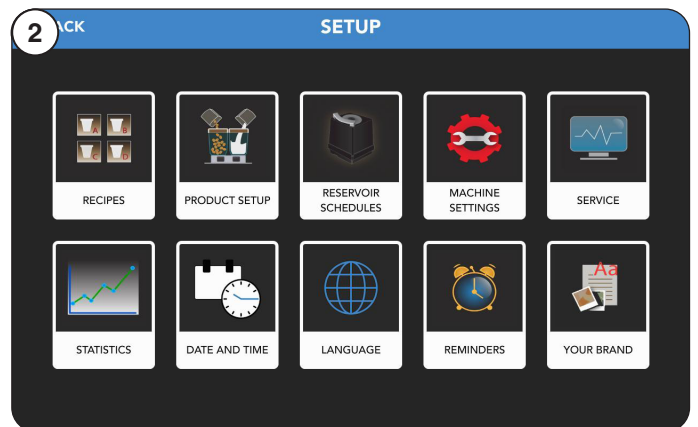 2
ACK
SETUP
A B
C D
RECIPES
PRODUCT SETUP
RESERVOIR
SCHEDULES
MACHINE
SETTINGS
SERVICE
Aa
STATISTICS
DATE AND TIME
LANGUAGE
REMINDERS
YOUR BRAND